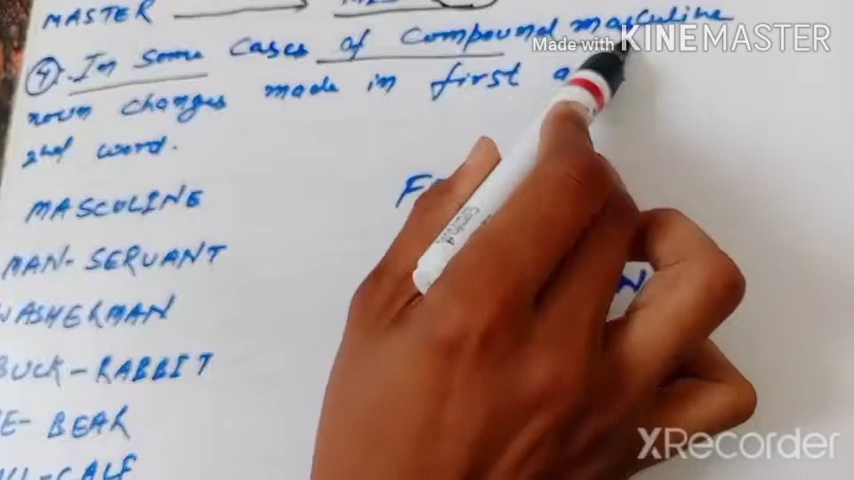 MASTER
④. In some cases of compound masculine
noun changes made in first
2nd word.
MASCULINE
MAN-SERVANT
WASHERMAN
BUCK-RABBIT
BEAR
CALF
Made with KINEMASTER
XRecorder